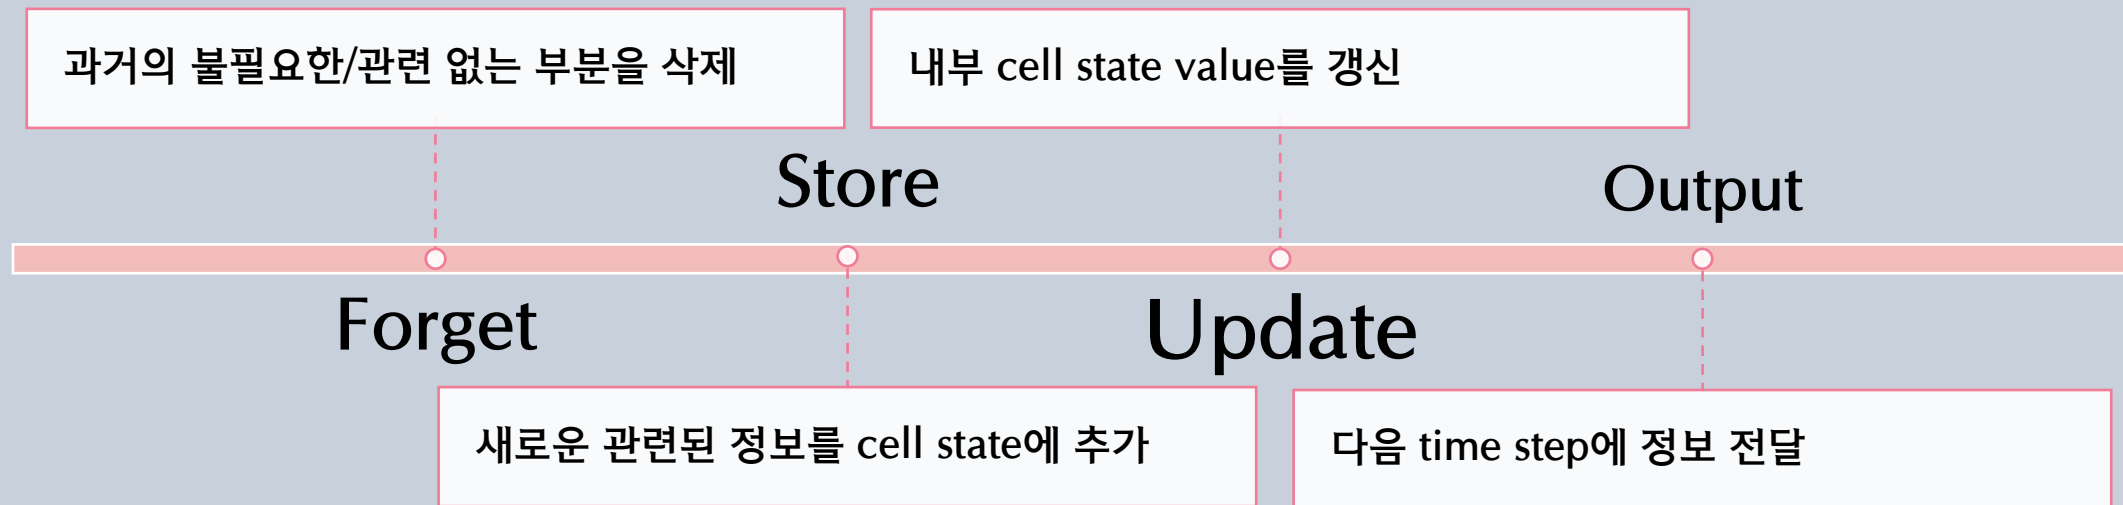 과거의 불필요한/관련 없는 부분을 삭제
내부 cell state value를 갱신
Store
Output
Forget
Update
새로운 관련된 정보를 cell state에 추가
다음 time step에 정보 전달